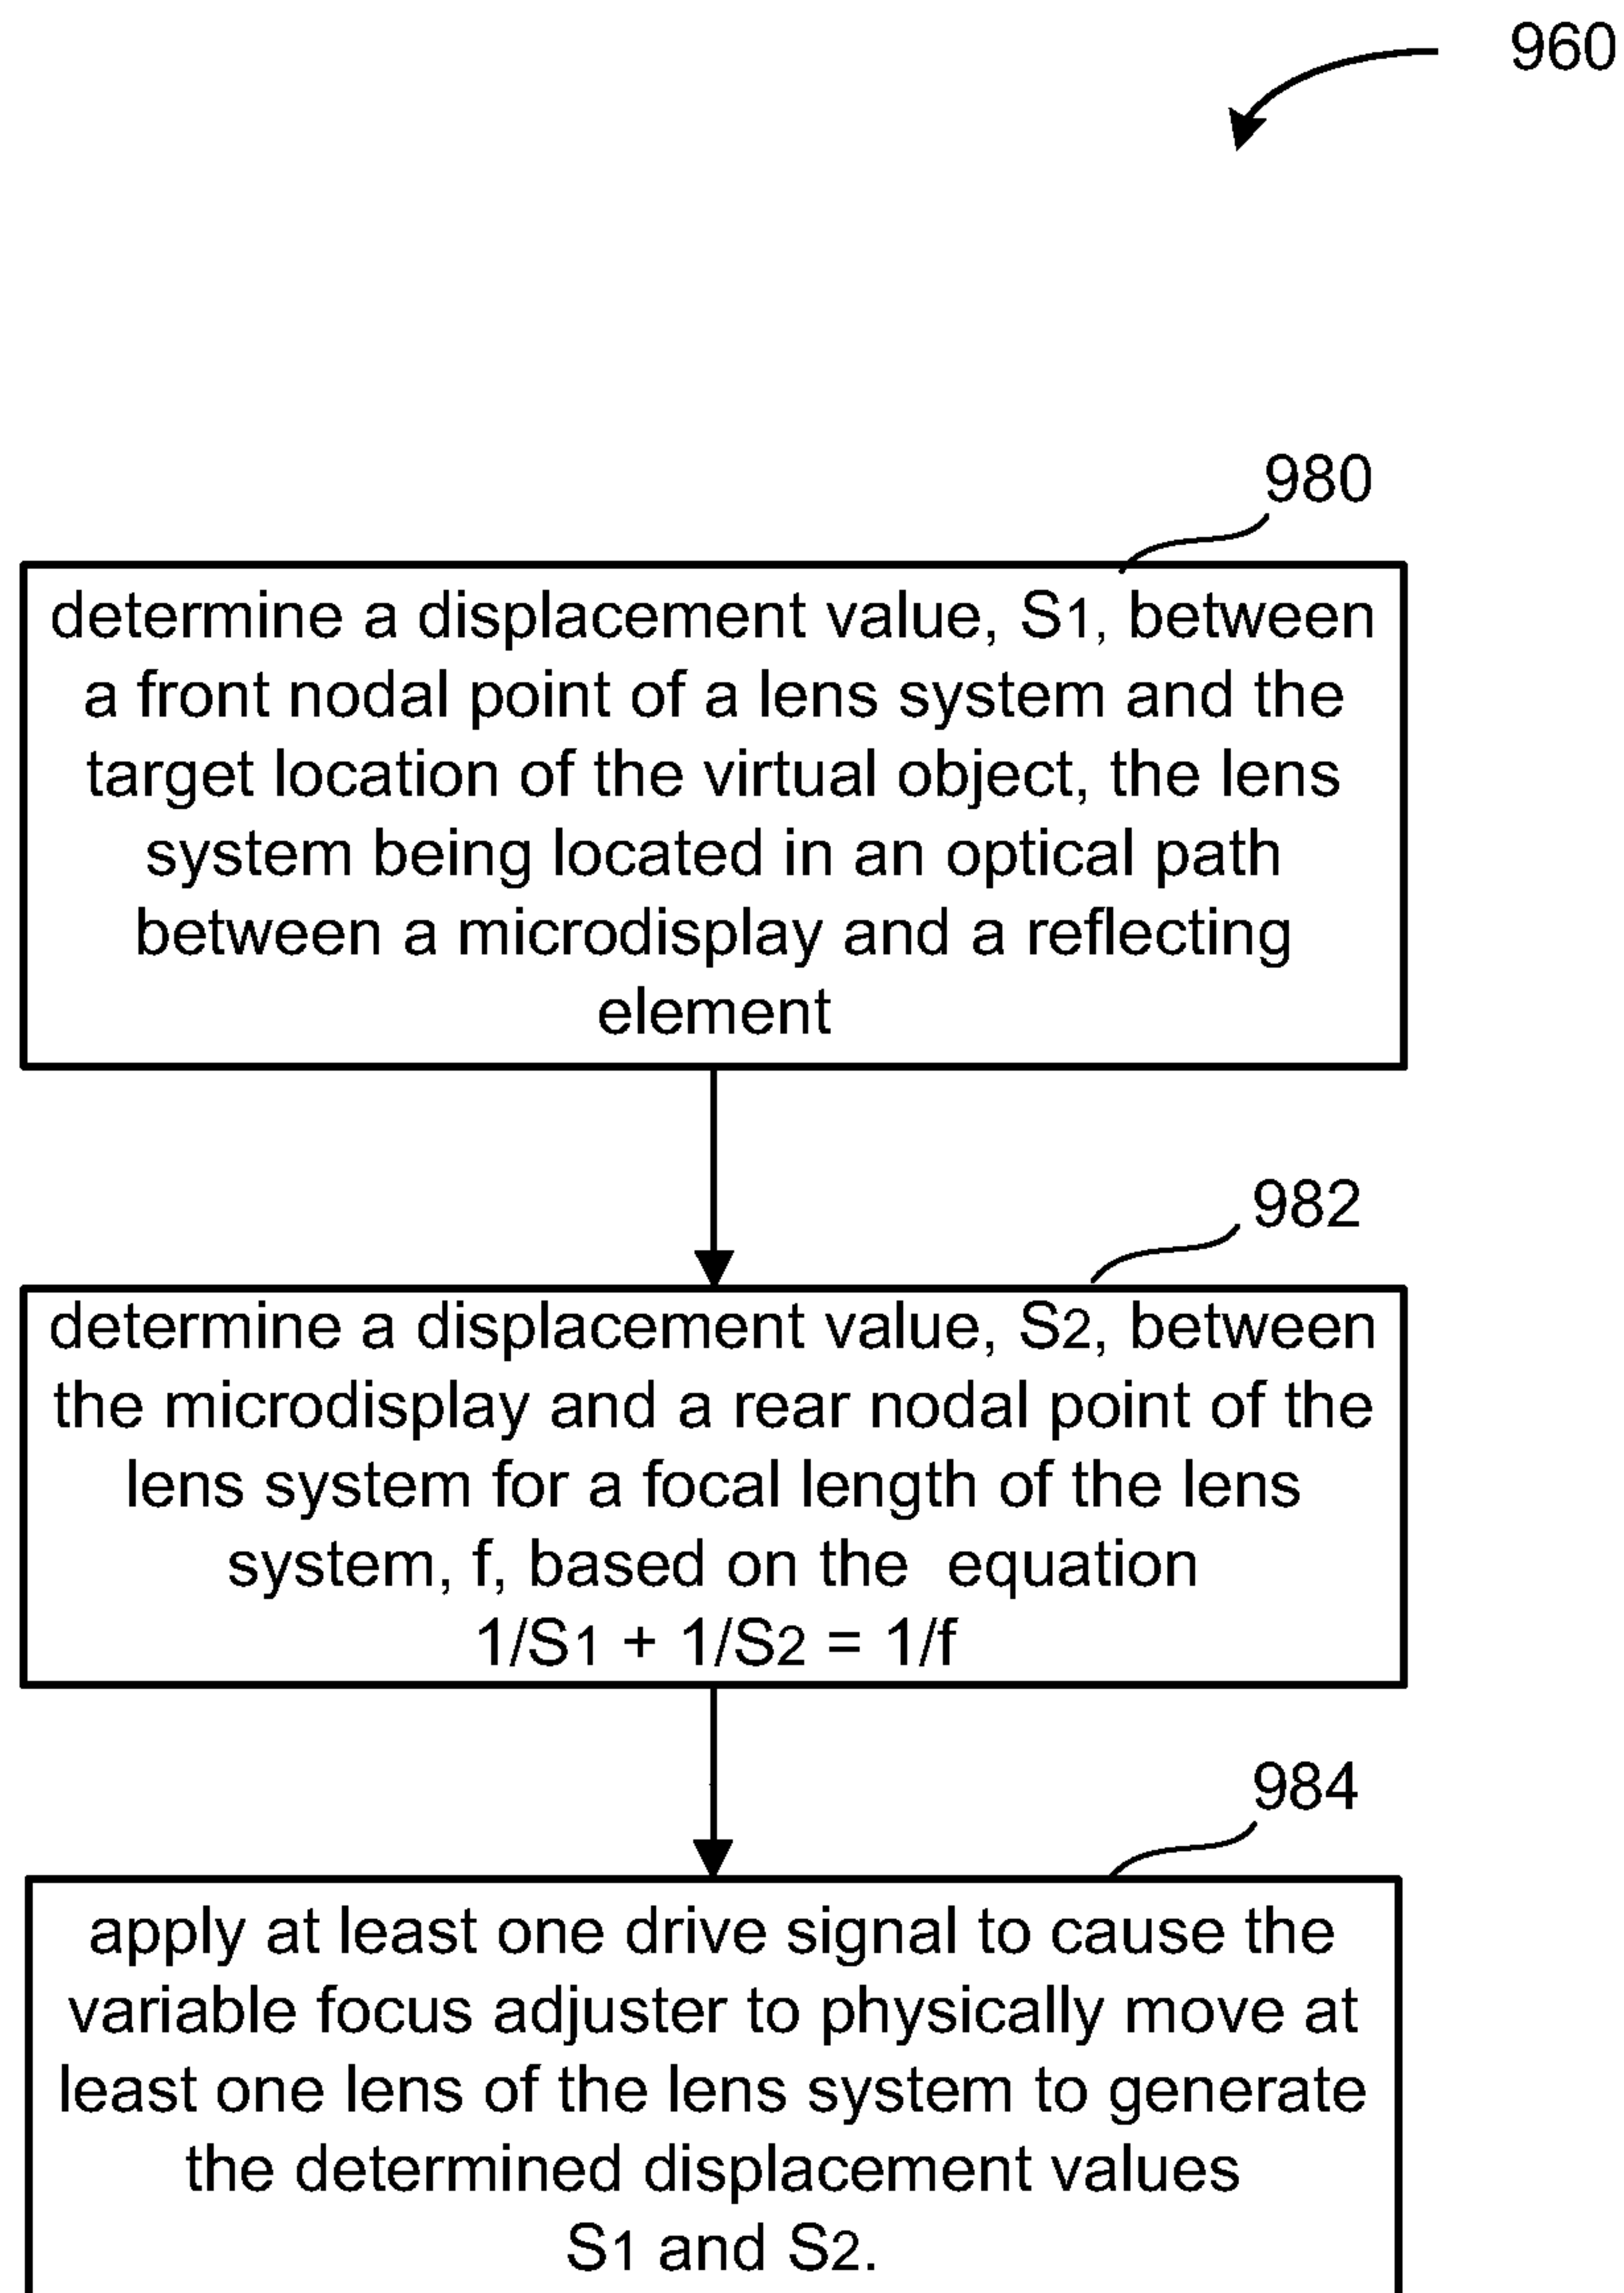 960
980
determine a displacement value, S1, between
a front nodal point of a lens system and the
target location of the virtual object, the lens
system being located in an optical path
between a microdisplay and a reflecting
element
982
determine a displacement value, S2, between
the microdisplay and a rear nodal point of the
lens system for a focal length of the lens
system, f, based on the equation
1/S1 + 1/S2 = 1/f
984
apply at least one drive signal to cause the
variable focus adjuster to physically move at
least one lens of the lens system to generate
the determined displacement values
S1 and S2.